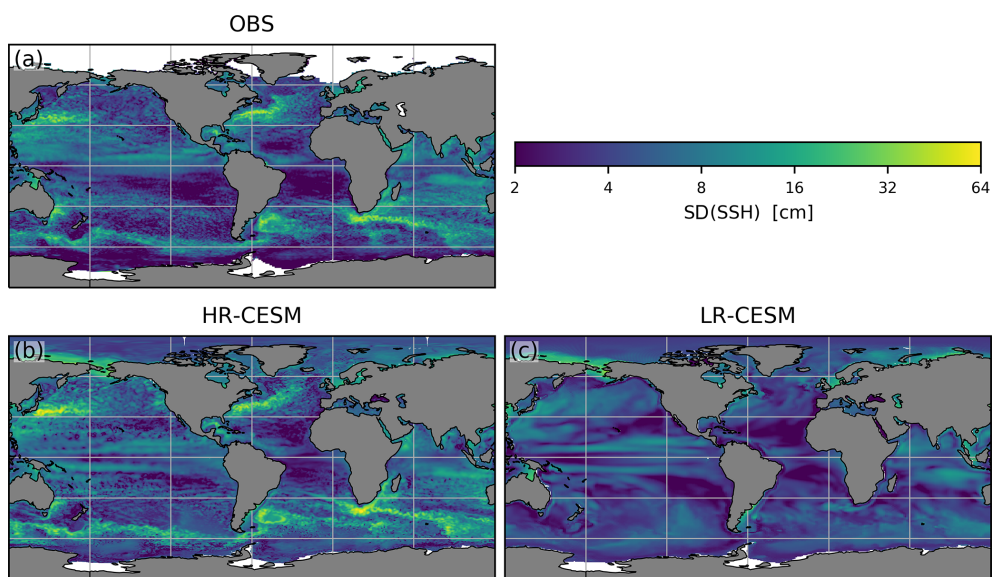 OBS
(a)
2 4 8 16 32 64
SD(SSH) [cm]
HR-CESM
LR-CESM
(b)
(c)